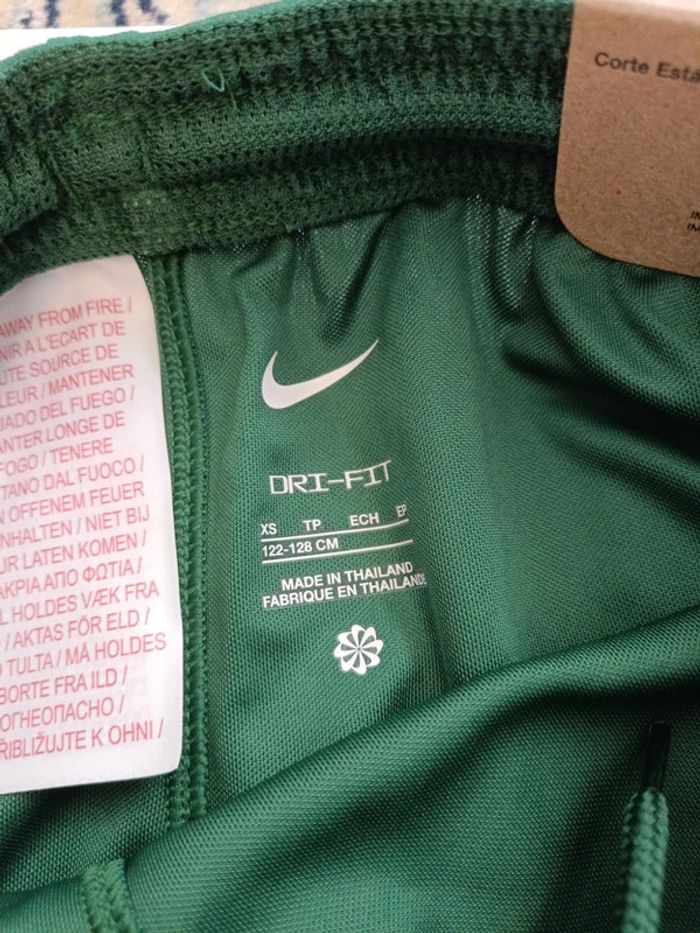 Corte Está
AWAY FROM FIRE /
NIR A L'ECART DE
UTE SOURCE DE
LEUR / MANTENER
JADO DEL FUEGO /
ANTER LONGE DE
FOGO / TENERE
TANO DAL FUOCO /
N OFFENEM FEUER
NHALTEN / NIET BIJ
UR LATEN KOMEN /
ΑΚΡΙΑ ΑΠΟ ΦΩΤΙΑ /
L HOLDES VÆK FRA
/ AKTAS FÖR ELD /
TULTA / MÅ HOLDES
BORTE FRA ILD /
ОГНЕОПАСНО /
ŘIBLIŽUJTE K OHNI /
DRI-FIT
XS TP ECH EP
122-128 CM
MADE IN THAILAND
FABRIQUE EN THAILANDE